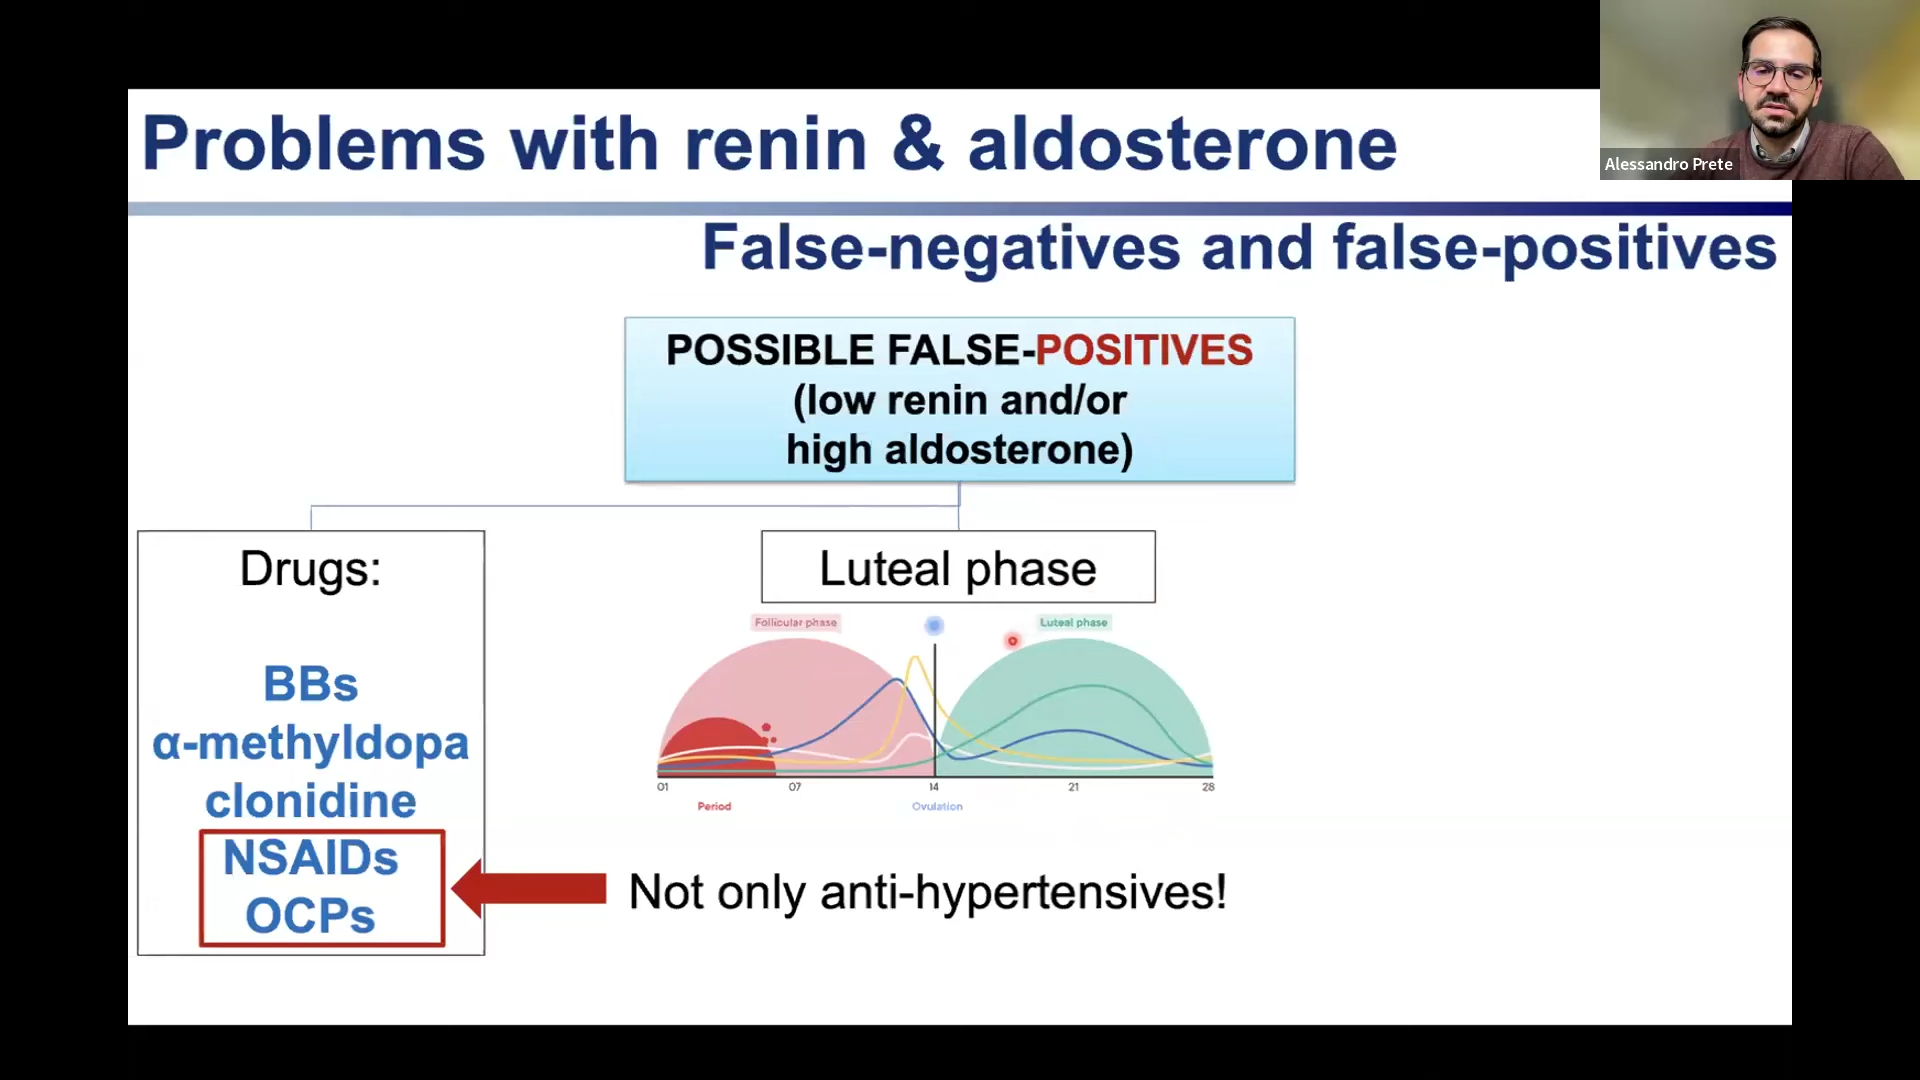 Problems with renin & aldosterone
Alessandro Prete
False-negatives and false-positives
POSSIBLE FALSE-POSITIVES
(low renin and/or
high aldosterone)
Drugs:
BBs
α-methyldopa
clonidine
NSAIDs
OCPs
Luteal phase
Follicular phase
Luteal phase
01 07 14 21 28
Period
Ovulation
Not only anti-hypertensives!